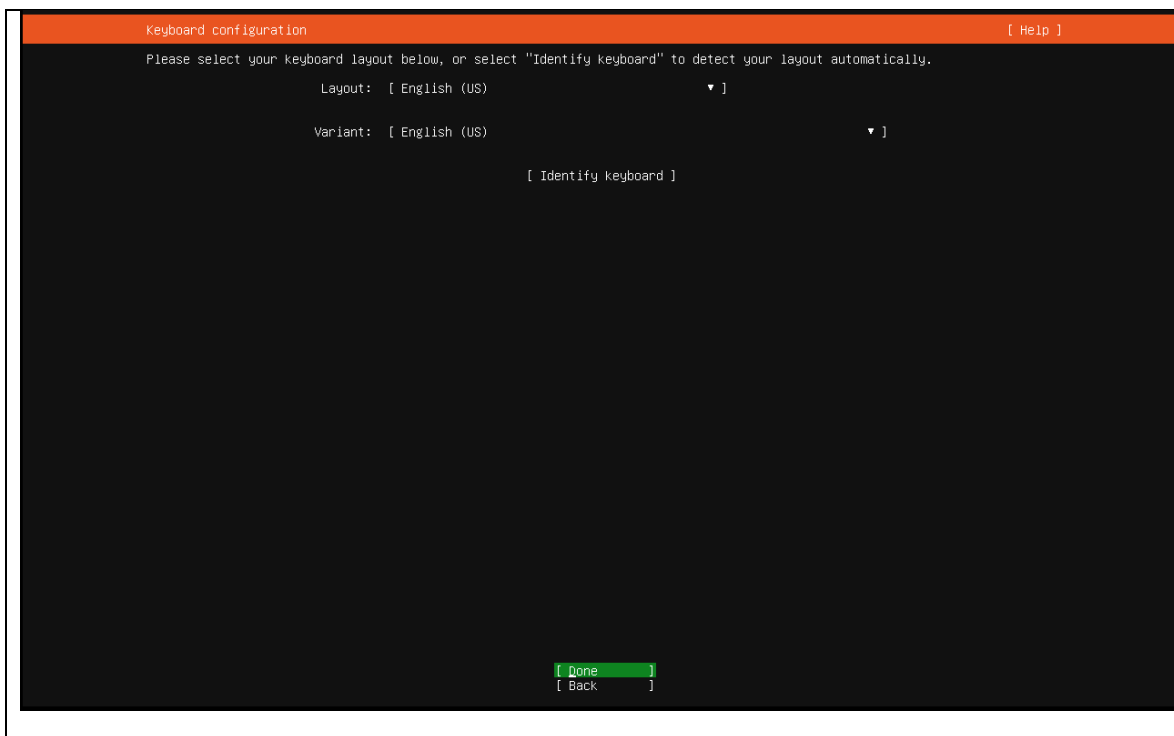 Keyboard configuration [ Help ]
Please select your keyboard layout below, or select "Identify keyboard" to detect your layout automatically.
Layout: [ English (US) ▾ ]
Variant: [ English (US) ▾ ]
[ Identify keyboard ]
[ Done ]
[ Back ]